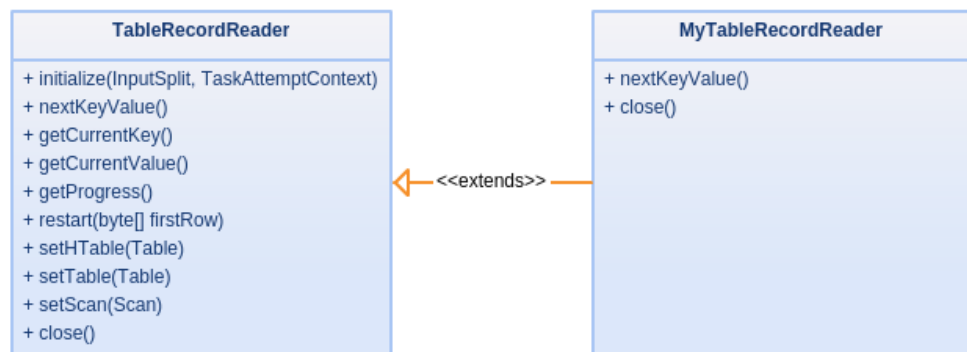 TableRecordReader
+ initialize(InputSplit, TaskAttemptContext)
+ nextKeyValue()
+ getCurrentKey()
+ getCurrentValue()
+ getProgress()
+ restart(byte[] firstRow)
+ setHTable(Table)
+ setTable(Table)
+ setScan(Scan)
+ close()
<<extends>>
MyTableRecordReader
+ nextKeyValue()
+ close()